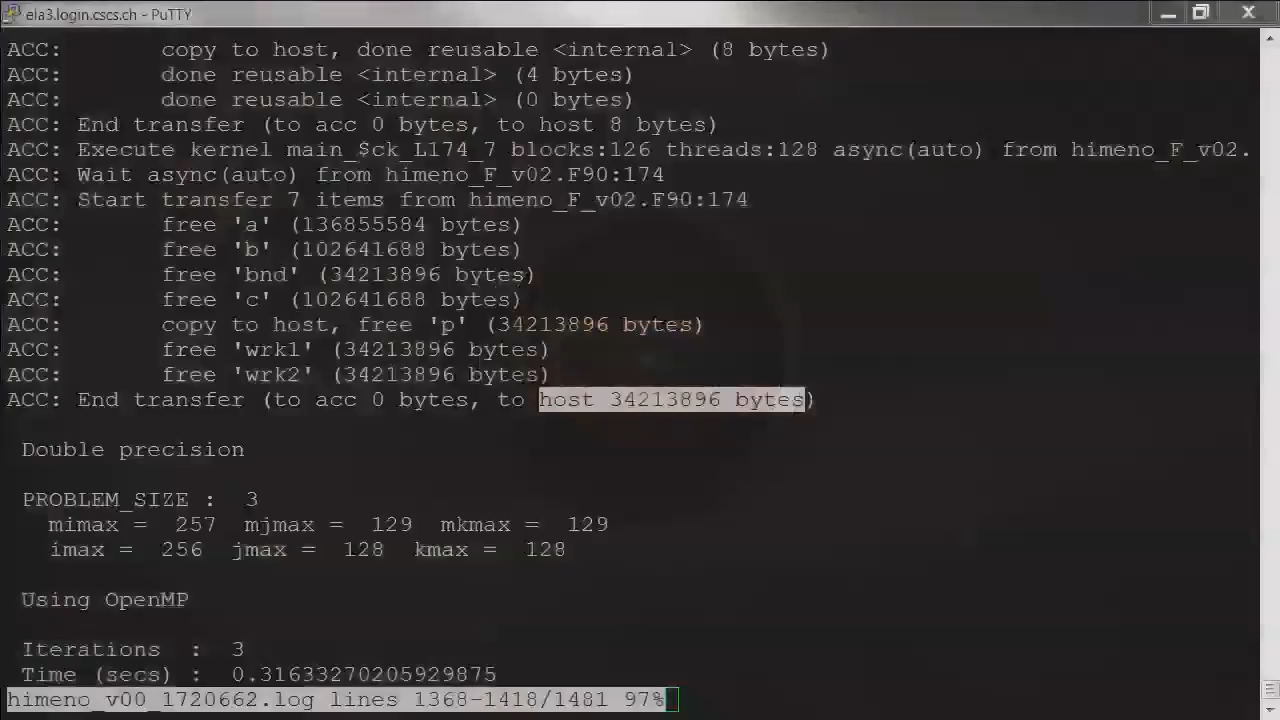 ela3.login.cscs.ch - PuTTY
ACC:       copy to host, done reusable <internal> (8 bytes)
ACC:       done reusable <internal> (4 bytes)
ACC:       done reusable <internal> (0 bytes)
ACC: End transfer (to acc 0 bytes, to host 8 bytes)
ACC: Execute kernel main_$ck_L174_7 blocks:126 threads:128 async(auto) from himeno_F_v02.
ACC: Wait async(auto) from himeno_F_v02.F90:174
ACC: Start transfer 7 items from himeno_F_v02.F90:174
ACC:       free 'a' (136855584 bytes)
ACC:       free 'b' (102641688 bytes)
ACC:       free 'bnd' (34213896 bytes)
ACC:       free 'c' (102641688 bytes)
ACC:       copy to host, free 'p' (34213896 bytes)
ACC:       free 'wrk1' (34213896 bytes)
ACC:       free 'wrk2' (34213896 bytes)
ACC: End transfer (to acc 0 bytes, to host 34213896 bytes)
Double precision
PROBLEM_SIZE :  3
mimax =  257  mjmax =  129  mkmax =  129
imax =  256  jmax =  128  kmax =  128
Using OpenMP
Iterations  :  3
Time (secs) :  0.31633270205929875
himeno_v00_1720662.log lines 1368-1418/1481 97%